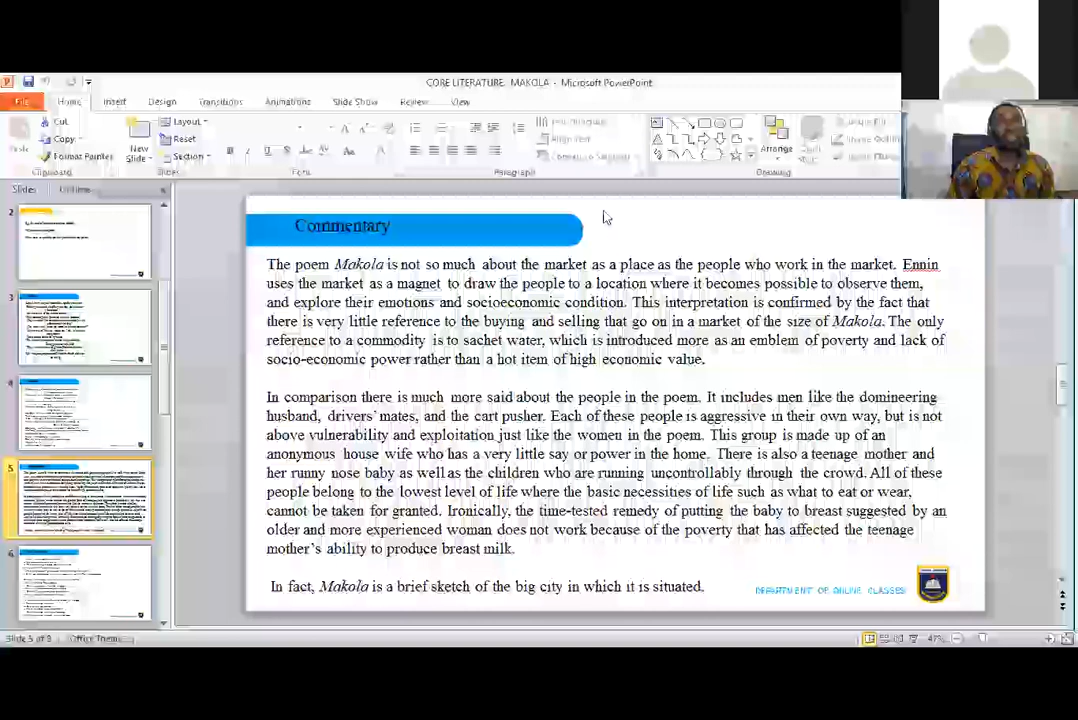 CORE LITERATURE. MAKOLA - Microsoft PowerPoint
File Home Insert Design Transitions Animations Slide Show Review View
Cut
Copy
Format Painter
Clipboard
New
Slide
Layout
Reset
Section
Slides
Font
Paragraph
Arrange
Drawing
Slides
2
3
4
5
6
Commentary
The poem Makola is not so much about the market as a place as the people who work in the market. Ennin
uses the market as a magnet to draw the people to a location where it becomes possible to observe them,
and explore their emotions and socioeconomic condition. This interpretation is confirmed by the fact that
there is very little reference to the buying and selling that go on in a market of the size of Makola. The only
reference to a commodity is to sachet water, which is introduced more as an emblem of poverty and lack of
socio-economic power rather than a hot item of high economic value.
In comparison there is much more said about the people in the poem. It includes men like the domineering
husband, drivers' mates, and the cart pusher. Each of these people is aggressive in their own way, but is not
above vulnerability and exploitation just like the women in the poem. This group is made up of an
anonymous house wife who has a very little say or power in the home. There is also a teenage mother and
her runny nose baby as well as the children who are running uncontrollably through the crowd. All of these
people belong to the lowest level of life where the basic necessities of life such as what to eat or wear,
cannot be taken for granted. Ironically, the time-tested remedy of putting the baby to breast suggested by an
older and more experienced woman does not work because of the poverty that has affected the teenage
mother's ability to produce breast milk.
In fact, Makola is a brief sketch of the big city in which it is situated.
DEPARTMENT OF ONLINE CLASSES
Slide 5 of 9 Office Theme
47%